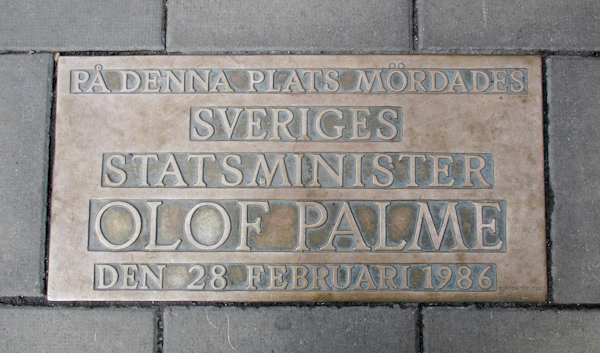 PÅ DENNA PLATS MÖRDADES
SVERIGES
STATSMINISTER
OLOF PALME
DEN 28 FEBRUARI 1986